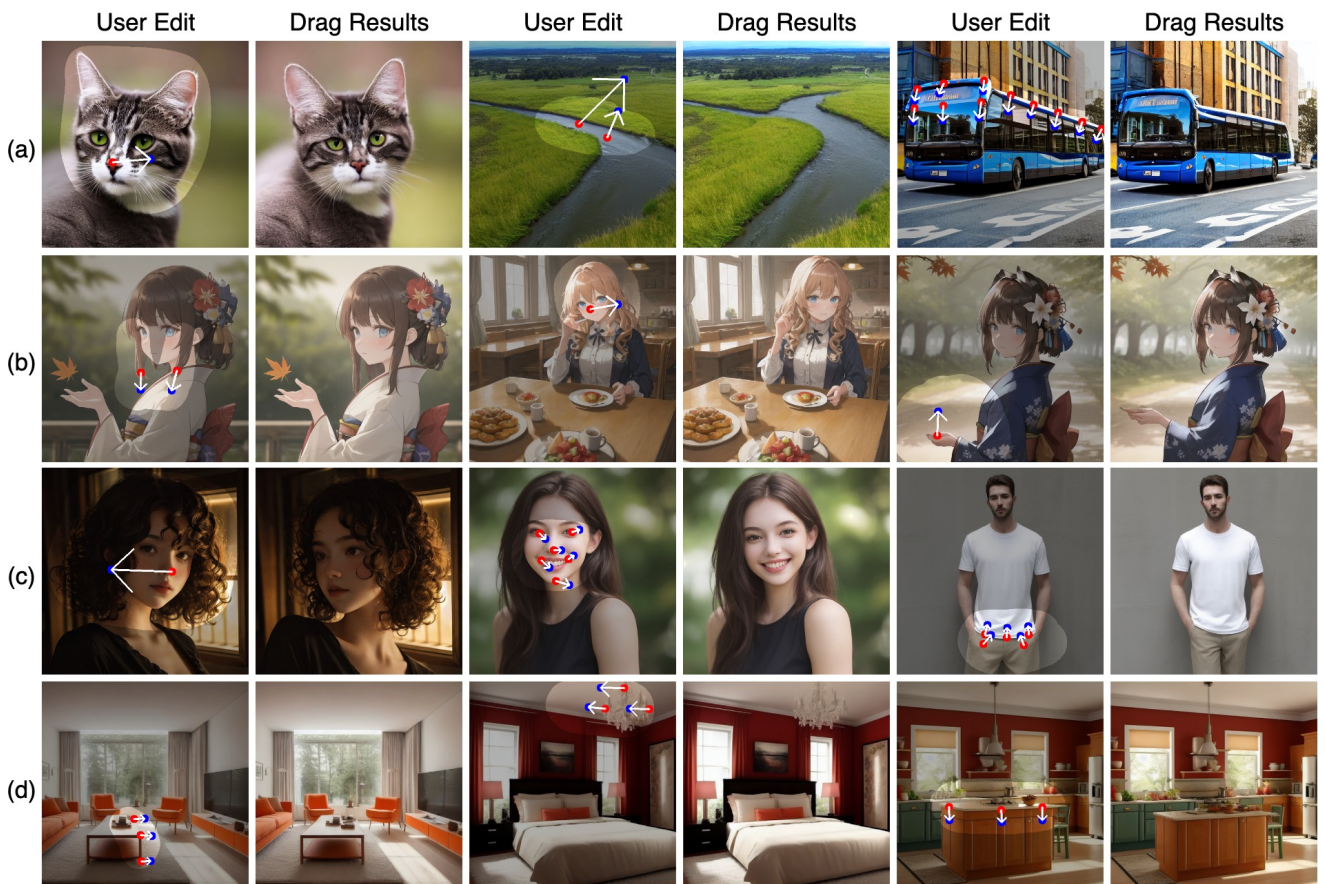 User Edit Drag Results User Edit Drag Results User Edit Drag Results
(a)
(b)
(c)
(d)